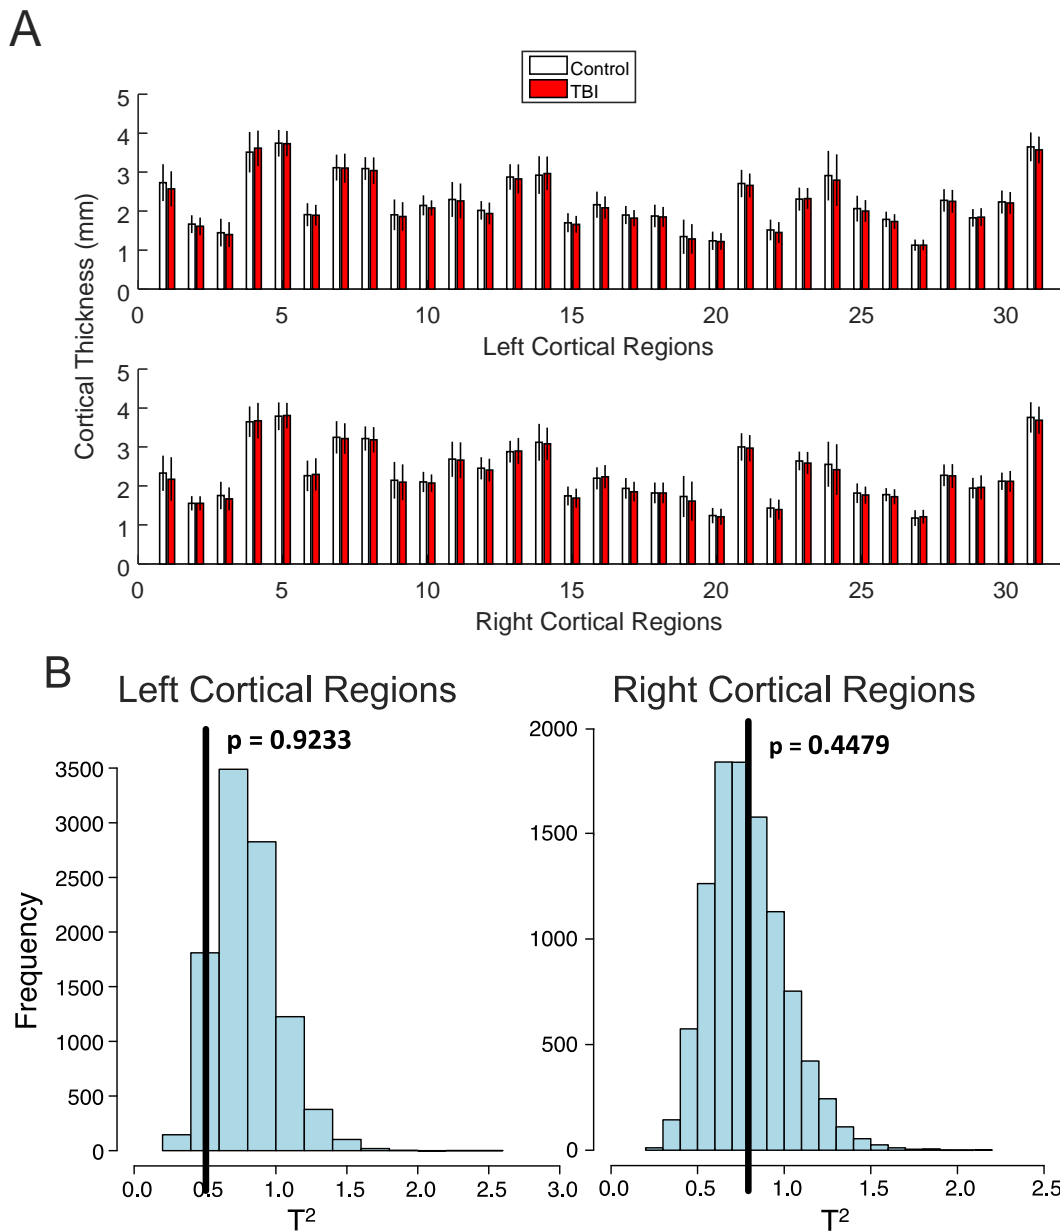 A
Control
TBI
Cortical Thickness (mm)
5
4
3
2
1
0
0 5 10 15 20 25 30
Left Cortical Regions
5
4
3
2
1
0
0 5 10 15 20 25 30
Right Cortical Regions
B
Left Cortical Regions
p = 0.9233
Frequency
3500
3000
2500
2000
1500
1000
500
0
0.0 0.5 1.0 1.5 2.0 2.5 3.0
T²
Right Cortical Regions
p = 0.4479
2000
1500
1000
500
0
0.0 0.5 1.0 1.5 2.0 2.5
T²